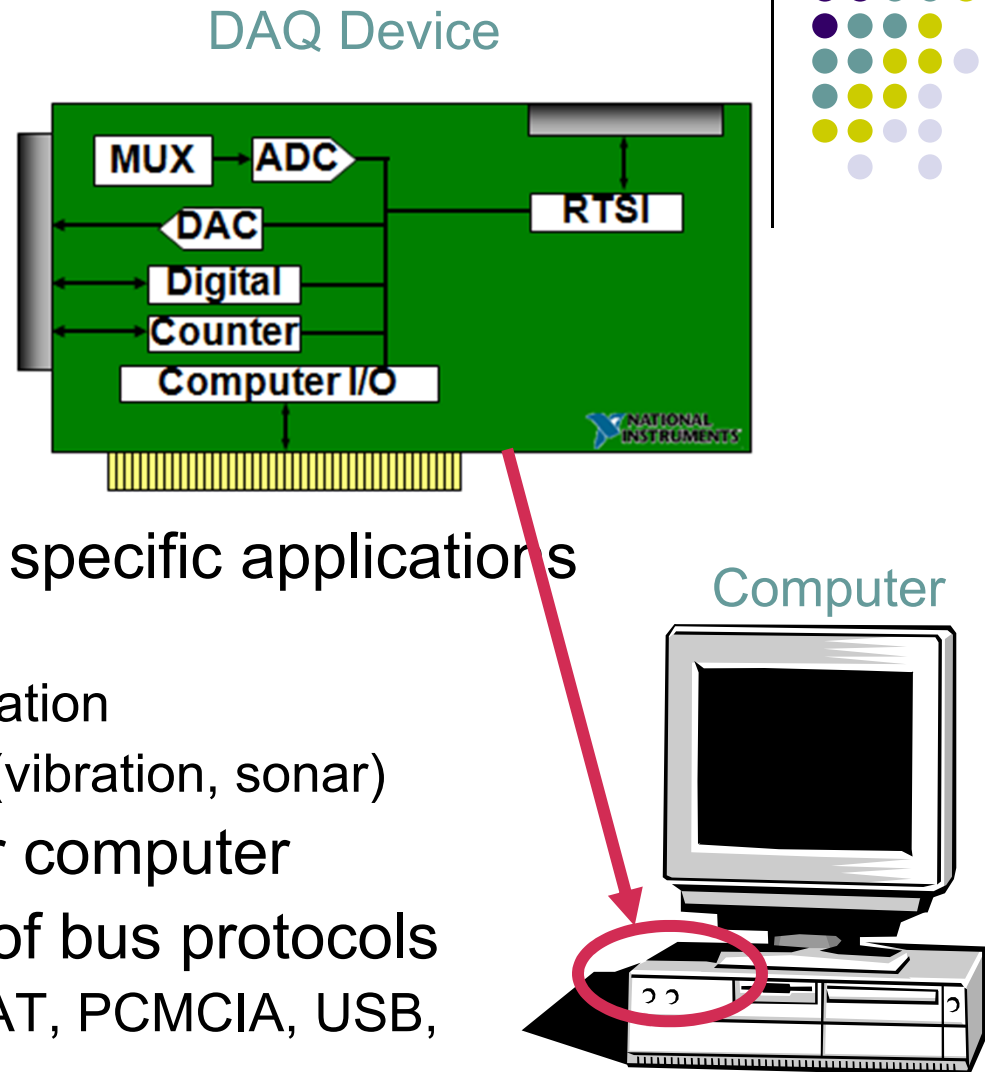 DAQ Device
MUX
ADC
RTSI
DAC
Digital
Counter
Computer I/O
NATIONAL
INSTRUMENTS
specific applications
Computer
ation
(vibration, sonar)
r computer
of bus protocols
AT, PCMCIA, USB,